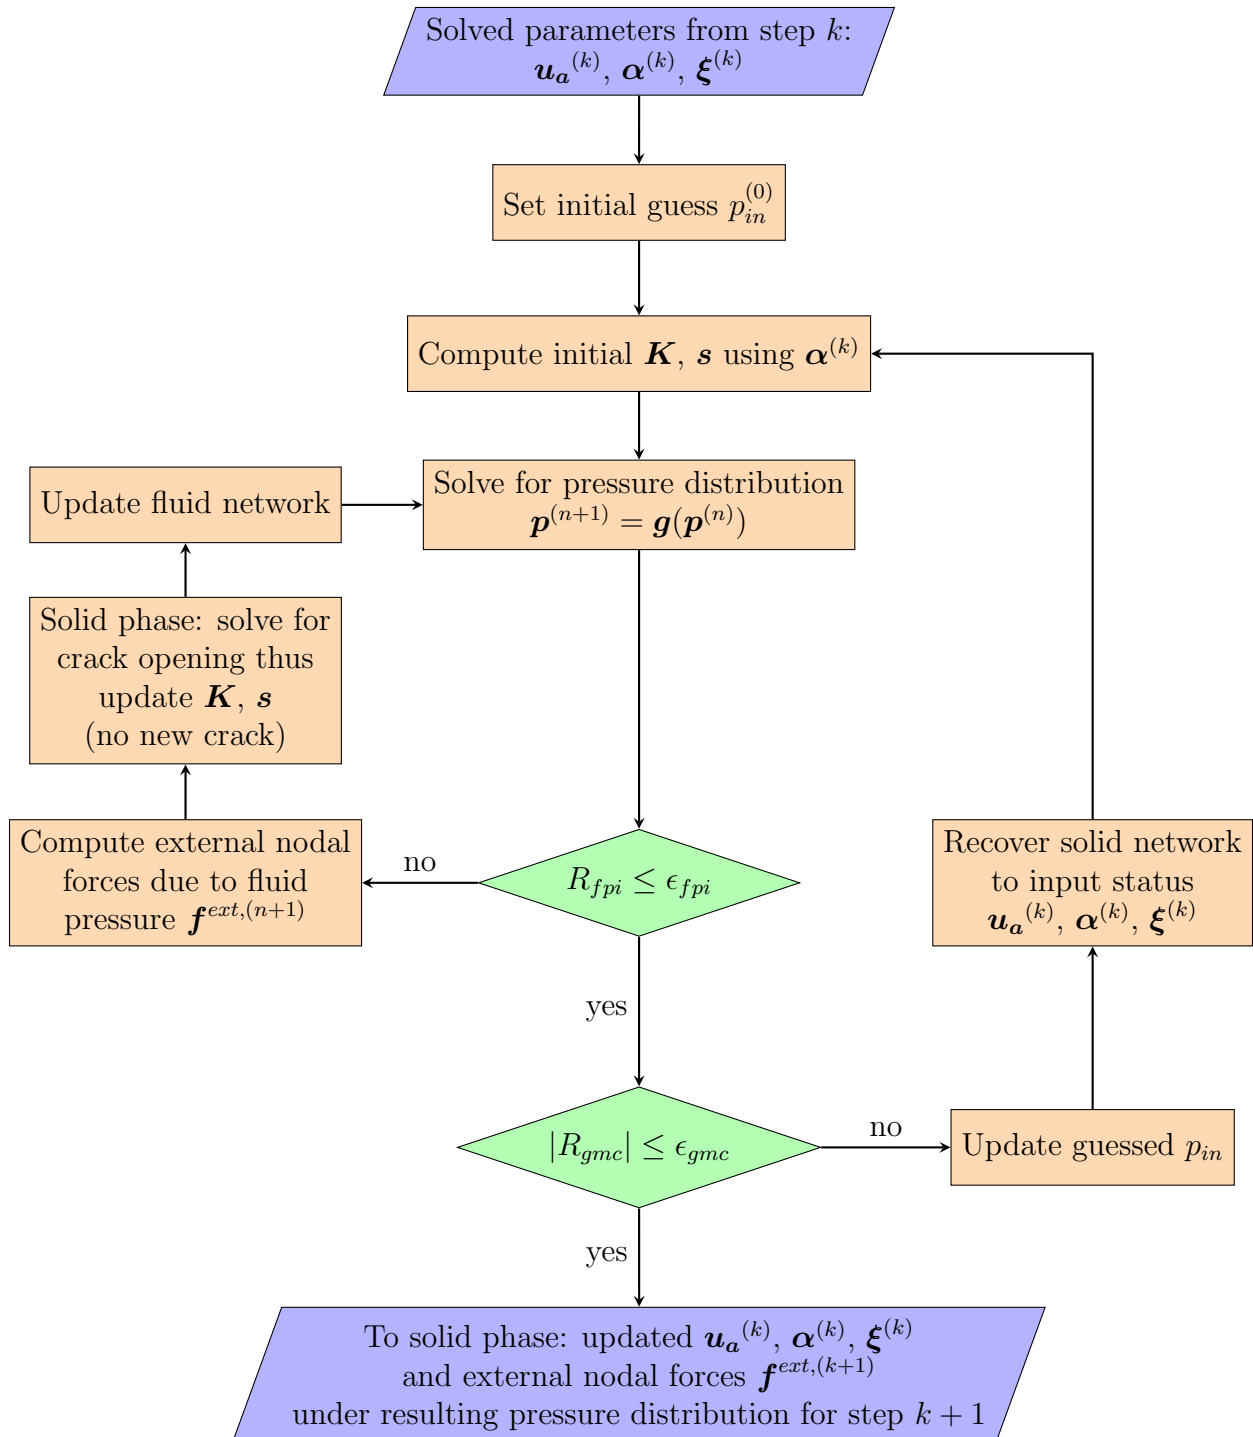 Solved parameters from step k:
𝒖𝒂^(k), 𝜶^(k), 𝝃^(k)
Set initial guess p_in^(0)
Compute initial 𝑲, 𝒔 using 𝜶^(k)
Update fluid network
Solve for pressure distribution
𝒑^(n+1) = 𝒈(𝒑^(n))
Solid phase: solve for
crack opening thus
update 𝑲, 𝒔
(no new crack)
Compute external nodal
forces due to fluid
pressure 𝒇^ext,(n+1)
no
R_fpi ≤ ϵ_fpi
Recover solid network
to input status
𝒖𝒂^(k), 𝜶^(k), 𝝃^(k)
yes
|R_gmc| ≤ ϵ_gmc
no
Update guessed p_in
yes
To solid phase: updated 𝒖𝒂^(k), 𝜶^(k), 𝝃^(k)
and external nodal forces 𝒇^ext,(k+1)
under resulting pressure distribution for step k + 1